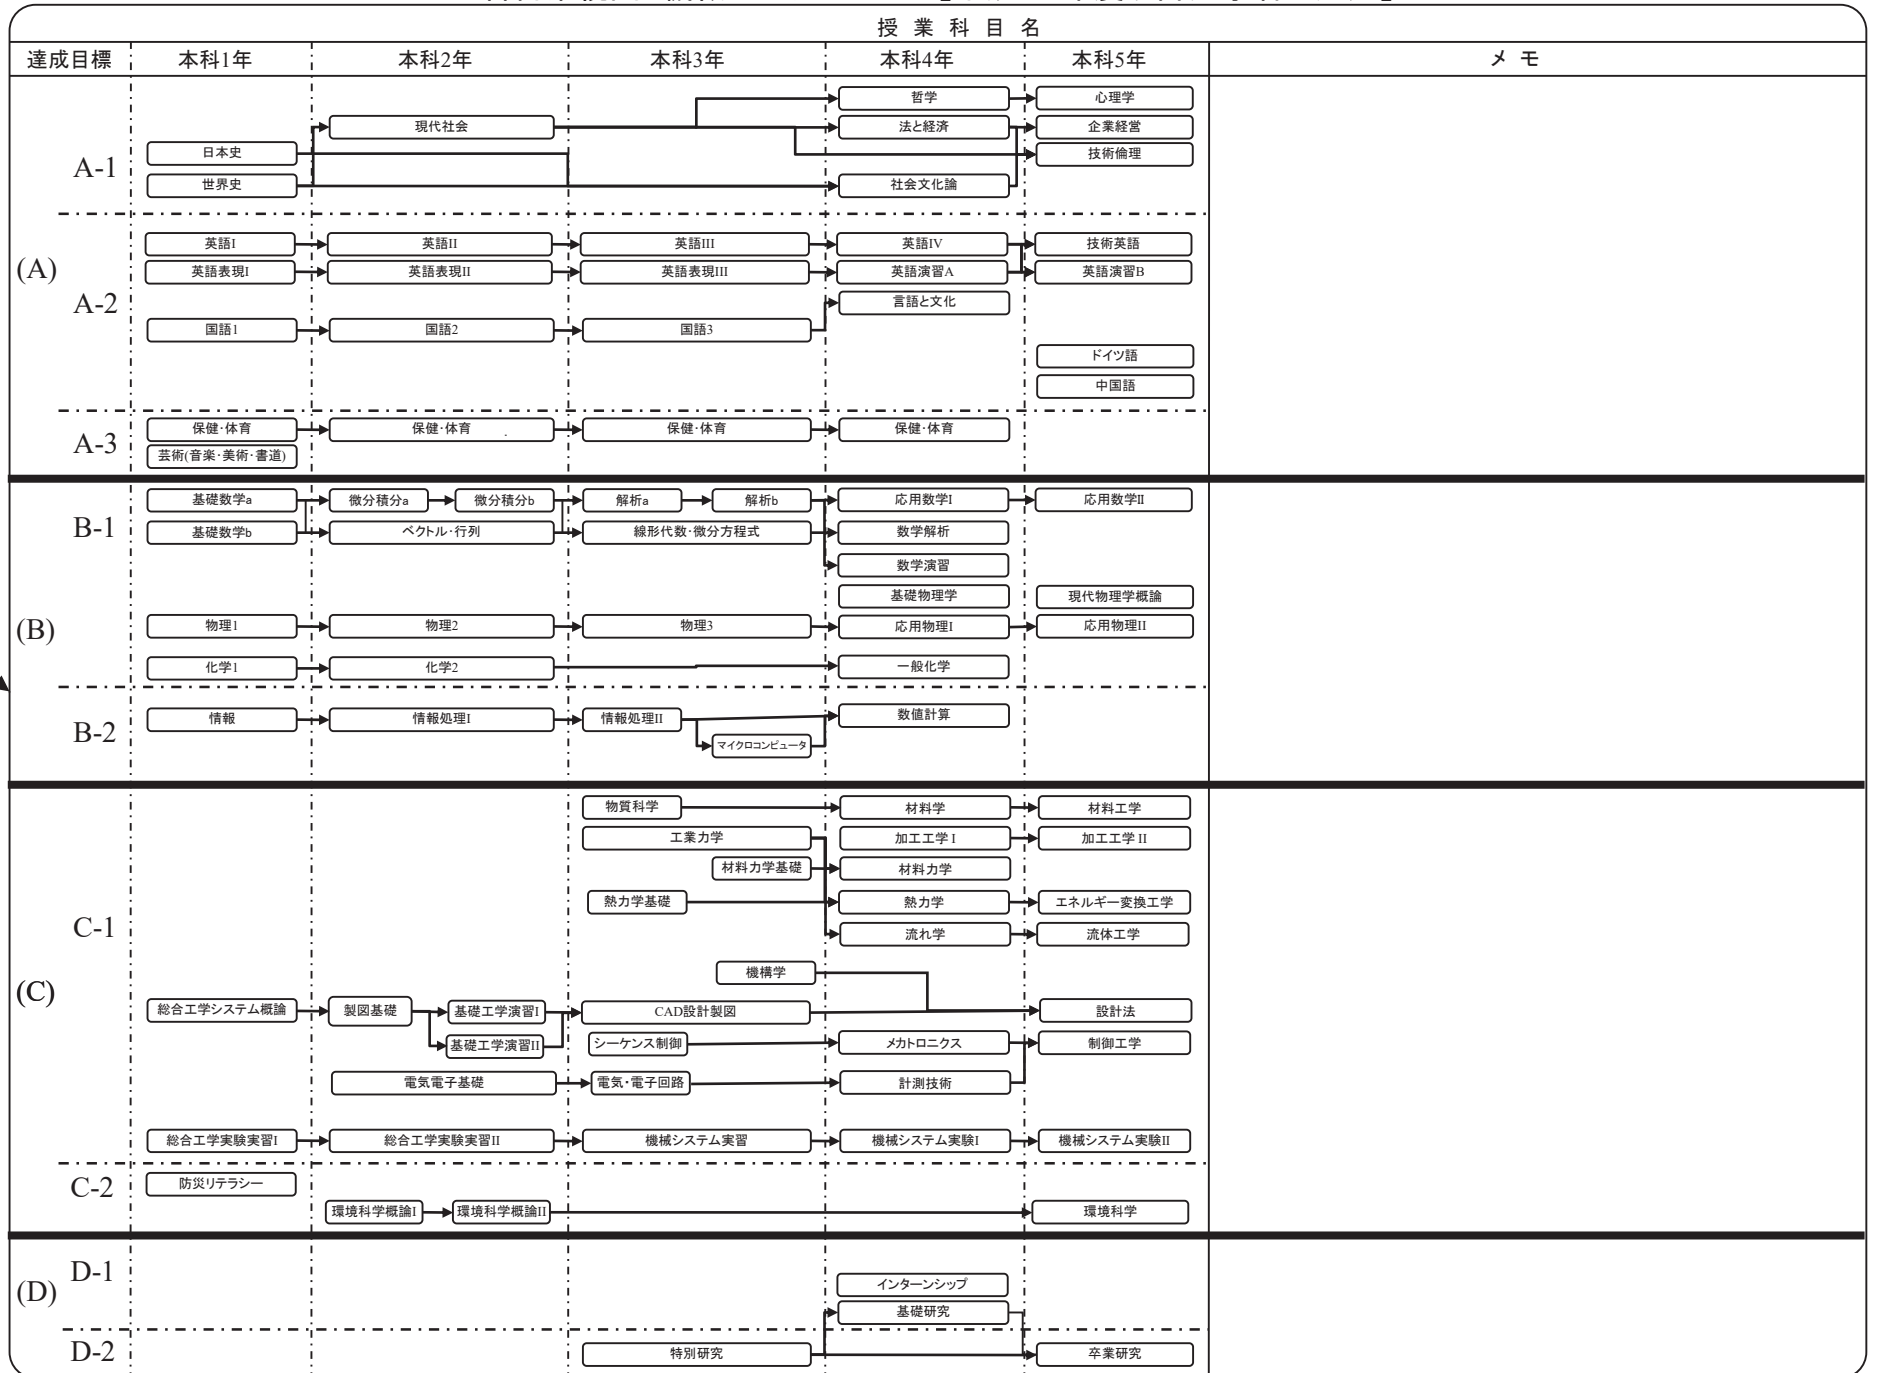 授 業 科 目 名
達成目標 本科1年 本科2年 本科3年 本科4年 本科5年 メ モ
哲学 心理学
現代社会 法と経済 企業経営
日本史 技術倫理
A-1
世界史 社会文化論
英語I 英語II 英語III 英語IV 技術英語
(A)
英語表現I 英語表現II 英語表現III 英語演習A 英語演習B
A-2
言語と文化
国語1 国語2 国語3
ドイツ語
中国語
保健・体育 保健・体育 保健・体育 保健・体育
A-3
芸術(音楽・美術・書道)
基礎数学a 微分積分a 微分積分b 解析a 解析b 応用数学I 応用数学II
B-1
基礎数学b ベクトル・行列 線形代数・微分方程式 数学解析
数学演習
基礎物理学 現代物理学概論
(B)
物理1 物理2 物理3 応用物理I 応用物理II
化学1 化学2 一般化学
情報 情報処理I 情報処理II 数値計算
B-2
マイクロコンピュータ
物質科学 材料学 材料工学
工業力学 加工工学 I 加工工学 II
材料力学基礎 材料力学
熱力学基礎 熱力学 エネルギー変換工学
C-1
流れ学 流体工学
機構学
(C)
総合工学システム概論 製図基礎 基礎工学演習I CAD設計製図 設計法
基礎工学演習II シーケンス制御 メカトロニクス 制御工学
電気電子基礎 電気・電子回路 計測技術
総合工学実験実習I 総合工学実験実習II 機械システム実習 機械システム実験I 機械システム実験II
C-2
防災リテラシー
環境科学概論I 環境科学概論II 環境科学
D-1
インターンシップ
(D)
基礎研究
D-2
特別研究 卒業研究